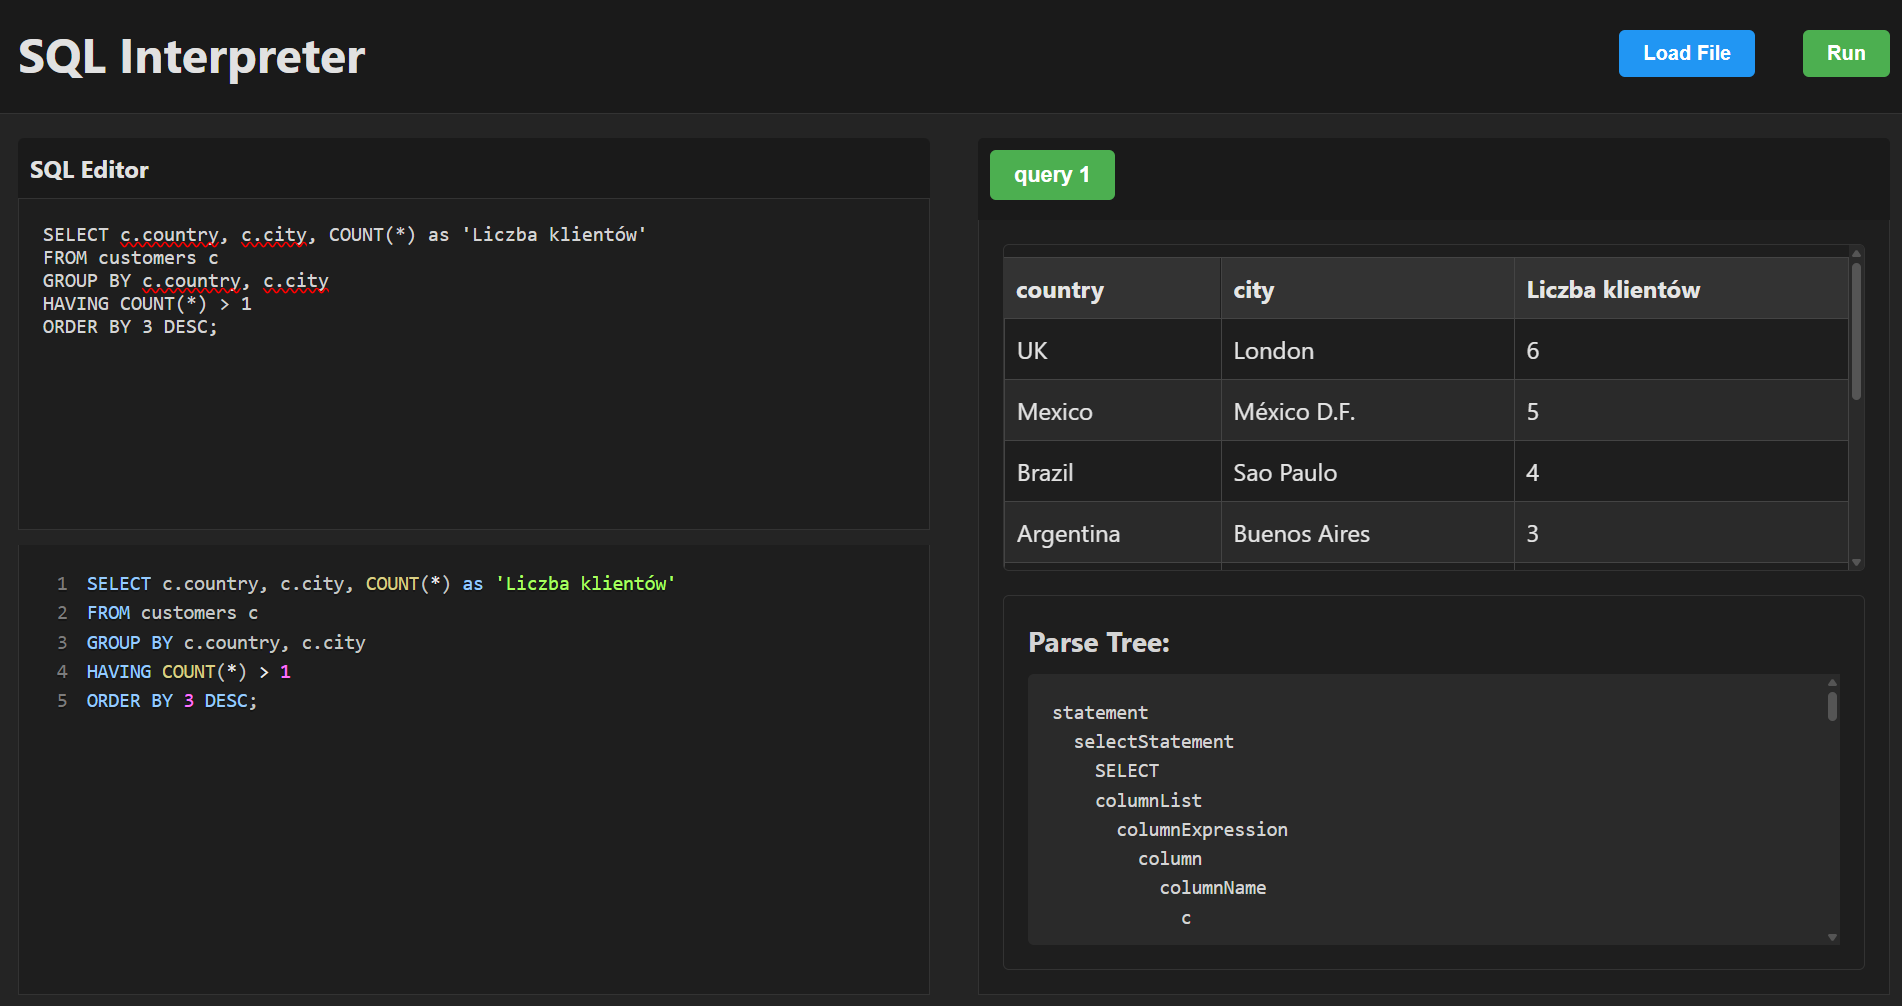 SQL Interpreter
Load File
Run
SQL Editor
SELECT c.country, c.city, COUNT(*) as 'Liczba klientów'
FROM customers c
GROUP BY c.country, c.city
HAVING COUNT(*) > 1
ORDER BY 3 DESC;
1 SELECT c.country, c.city, COUNT(*) as 'Liczba klientów'
2 FROM customers c
3 GROUP BY c.country, c.city
4 HAVING COUNT(*) > 1
5 ORDER BY 3 DESC;
query 1
country city Liczba klientów
UK London 6
Mexico México D.F. 5
Brazil Sao Paulo 4
Argentina Buenos Aires 3
Parse Tree:
statement
selectStatement
SELECT
columnList
columnExpression
column
columnName
c